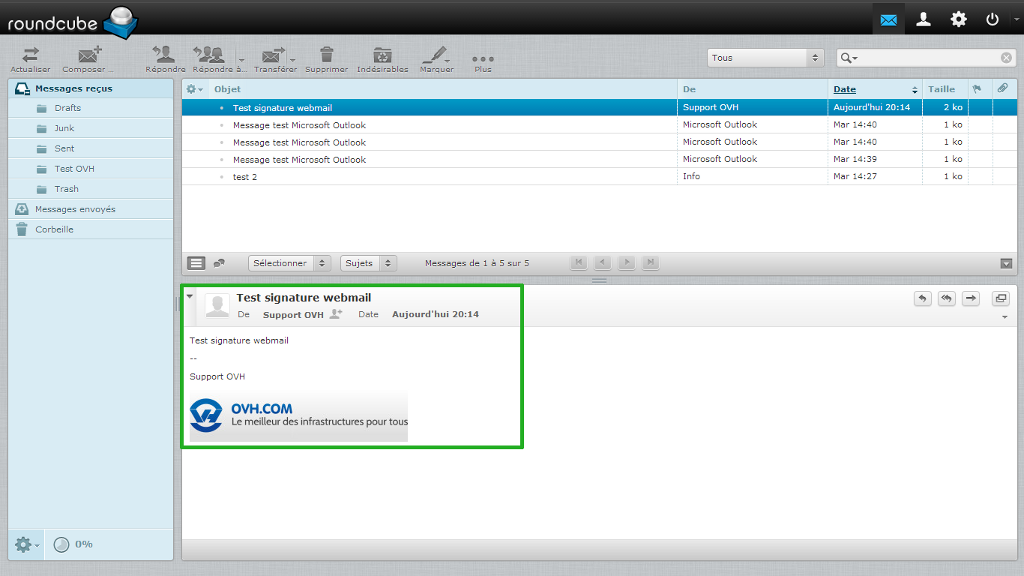 roundcube
Actualiser Composer ... Répondre Répondre à... Transférer Supprimer Indésirables Marquer Plus
Tous
Messages reçus
Drafts
Junk
Sent
Test OVH
Trash
Messages envoyés
Corbeille
Objet De Date Taille
Test signature webmail Support OVH Aujourd'hui 20:14 2 ko
Message test Microsoft Outlook Microsoft Outlook Mar 14:40 1 ko
Message test Microsoft Outlook Microsoft Outlook Mar 14:40 1 ko
Message test Microsoft Outlook Microsoft Outlook Mar 14:39 1 ko
test 2 Info Mar 14:27 1 ko
Sélectionner Sujets Messages de 1 à 5 sur 5
Test signature webmail
De Support OVH Date Aujourd'hui 20:14
Test signature webmail
--
Support OVH
OVH.COM
Le meilleur des infrastructures pour tous
0%